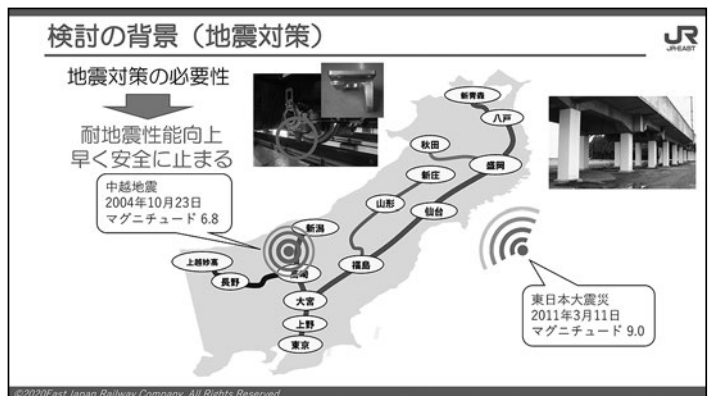 検討の背景（地震対策）
JR
JR-EAST
地震対策の必要性
耐地震性能向上
早く安全に止まる
中越地震
2004年10月23日
マグニチュード 6.8
新青森
八戸
秋田
盛岡
新庄
山形
仙台
新潟
上越妙高
長野
高崎
福島
大宮
上野
東京
東日本大震災
2011年3月11日
マグニチュード 9.0
©2020East Japan Railway Company, All Rights Reserved